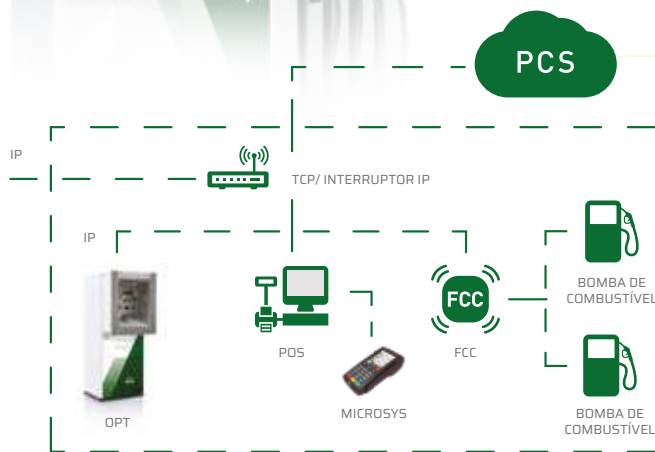 PCS
IP
TCP/ INTERRUPTOR IP
IP
FCC
BOMBA DE
COMBUSTÍVEL
POS
FCC
MICROSYS
OPT
BOMBA DE
COMBUSTÍVEL